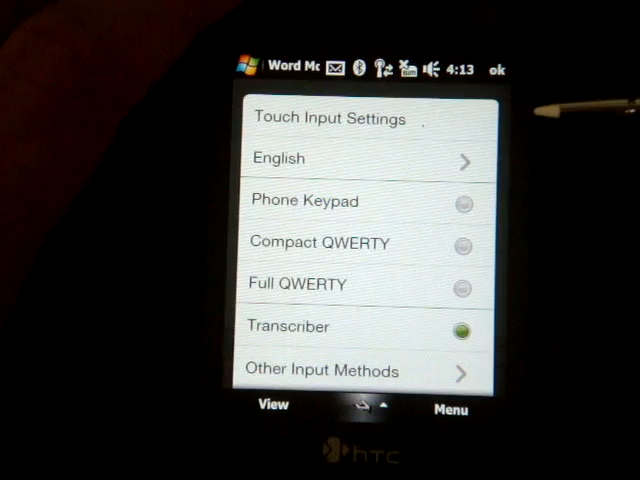 Word Mc 4:13 ok
Touch Input Settings
English
Phone Keypad
Compact QWERTY
Full QWERTY
Transcriber
Other Input Methods
View Menu
hTC